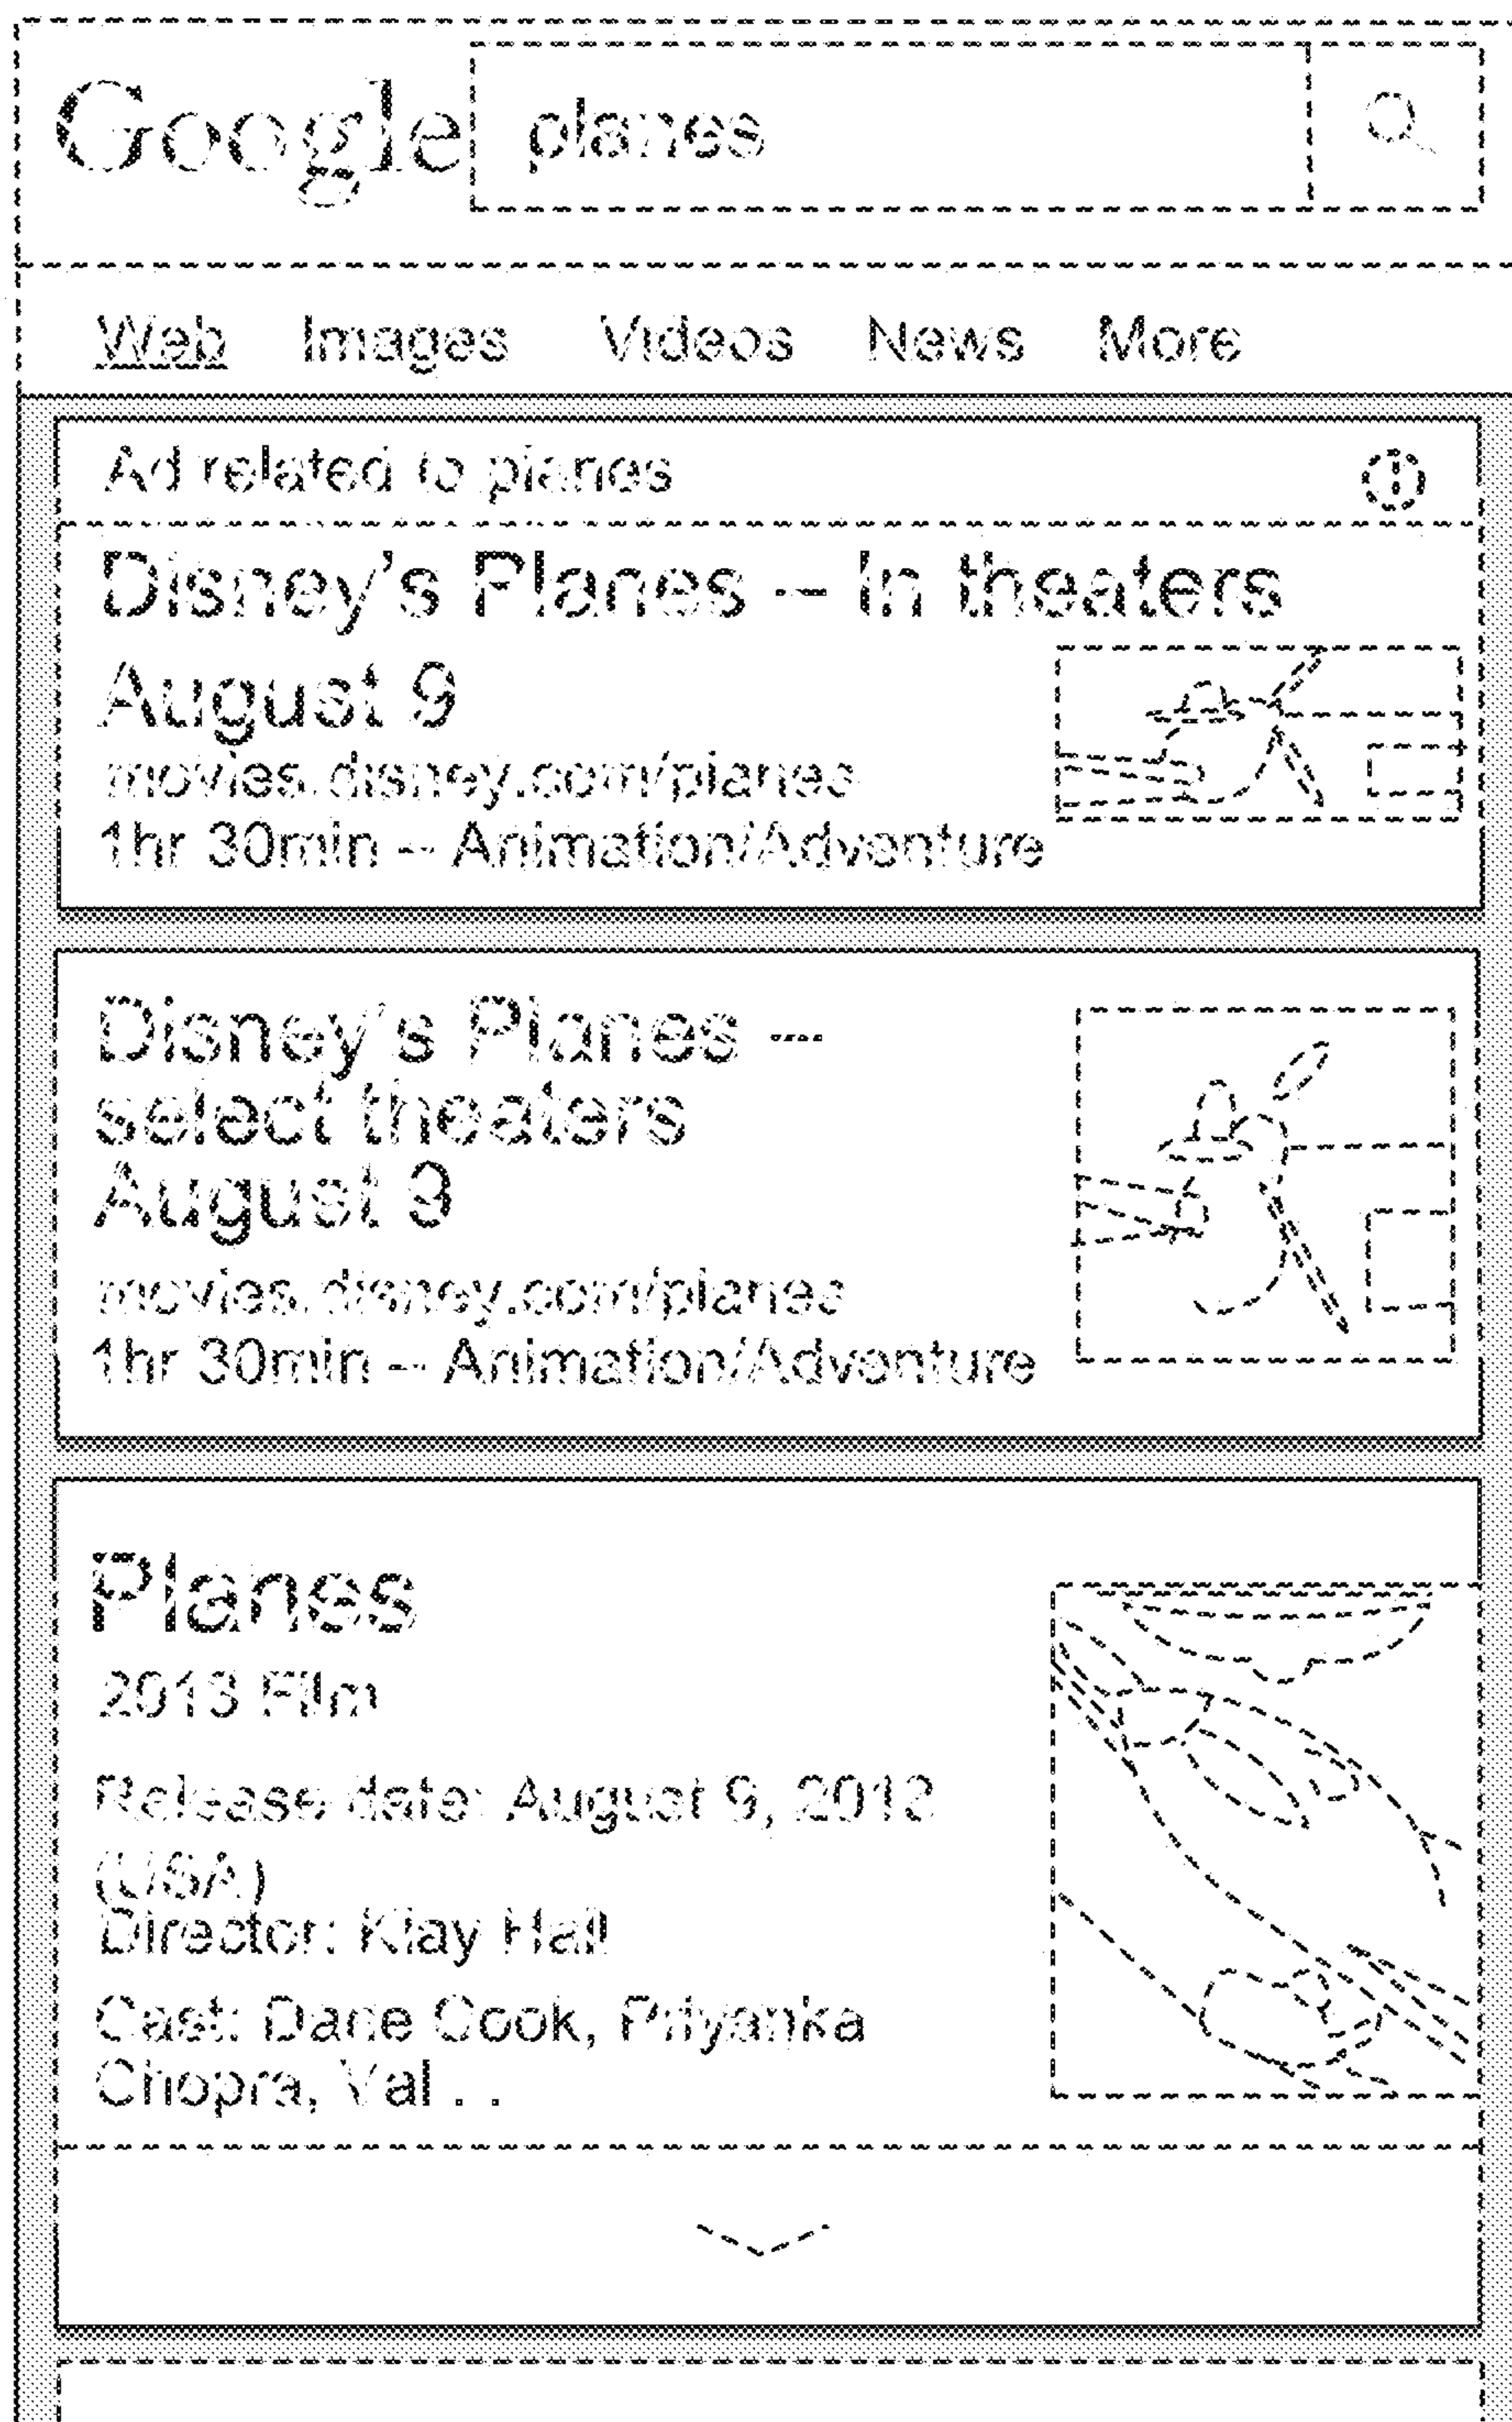 Google planes
Web Images Videos News More
Ad related to planes
Disney's Planes – In theaters
August 9
movies.disney.com/planes
1hr 30min – Animation/Adventure
Disney's Planes –
select theaters
August 9
movies.disney.com/planes
1hr 30min – Animation/Adventure
Planes
2013 Film
Release date: August 9, 2013
(USA)
Director: Klay Hall
Cast: Dane Cook, Priyanka
Chopra, Val . .